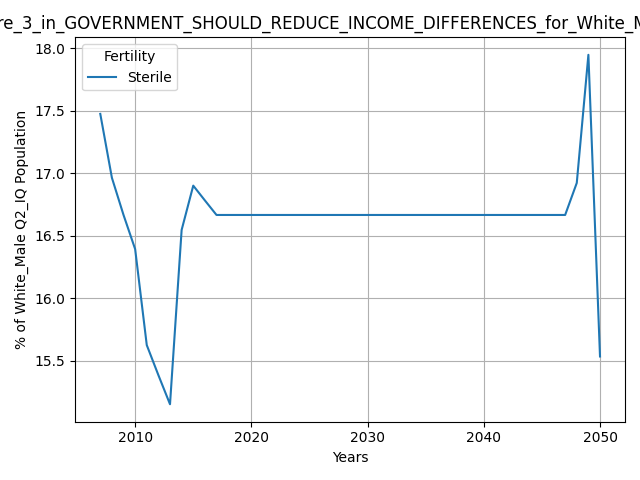 re_3_in_GOVERNMENT_SHOULD_REDUCE_INCOME_DIFFERENCES_for_White_M
Fertility
Sterile
% of White_Male Q2_IQ Population
18.0
17.5
17.0
16.5
16.0
15.5
2010 2020 2030 2040 2050
Years